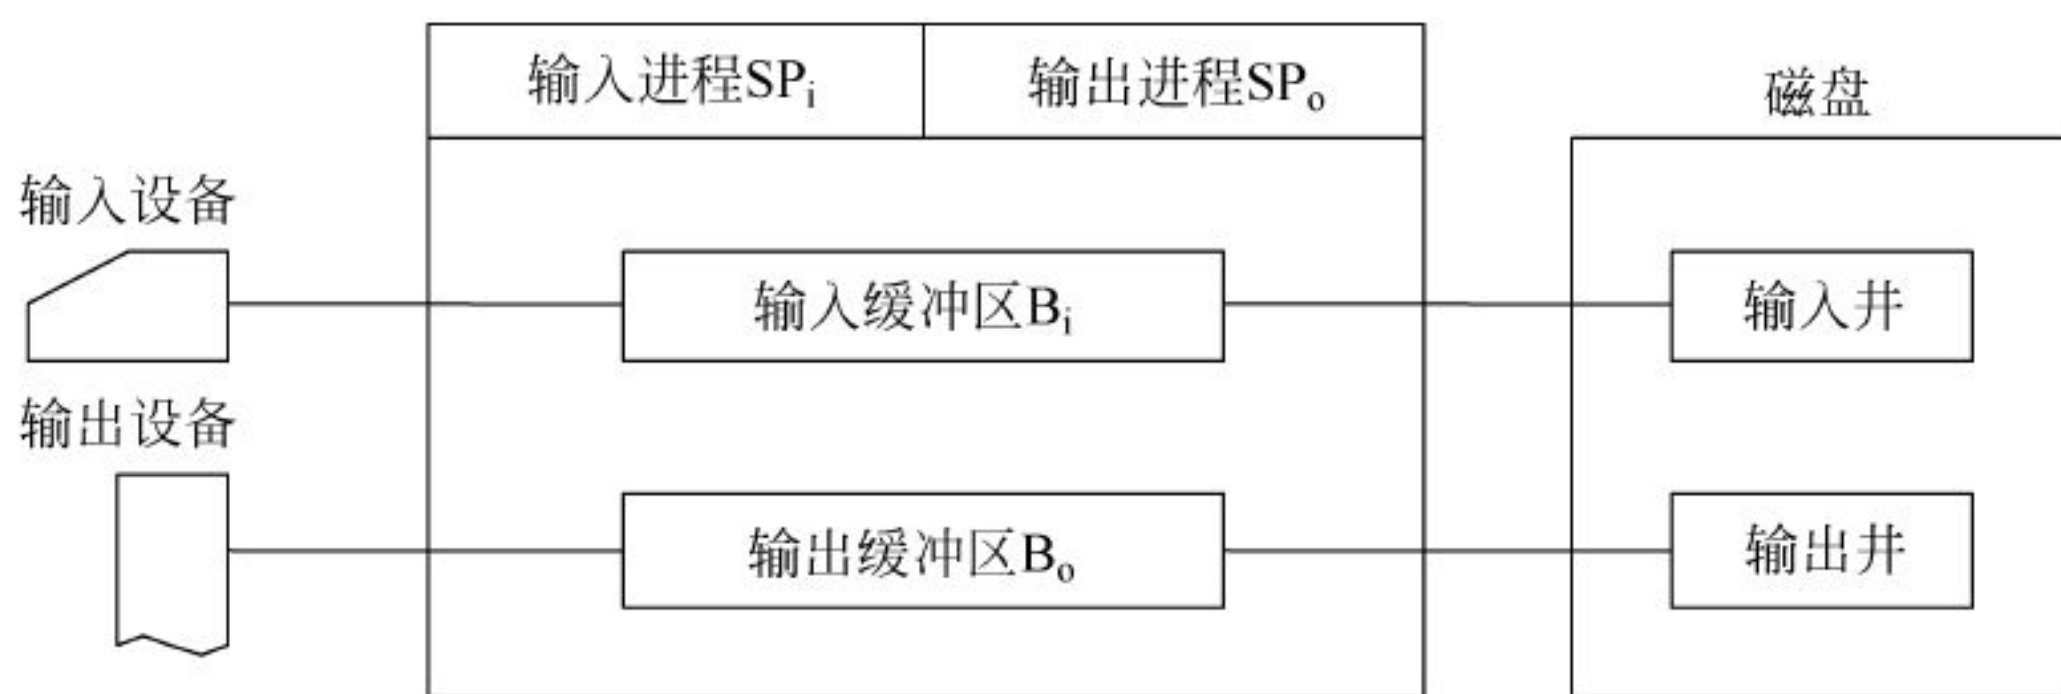 输入进程SPi
输出进程SPo
磁盘
输入设备
输入缓冲区Bi
输入井
输出设备
输出缓冲区Bo
输出井